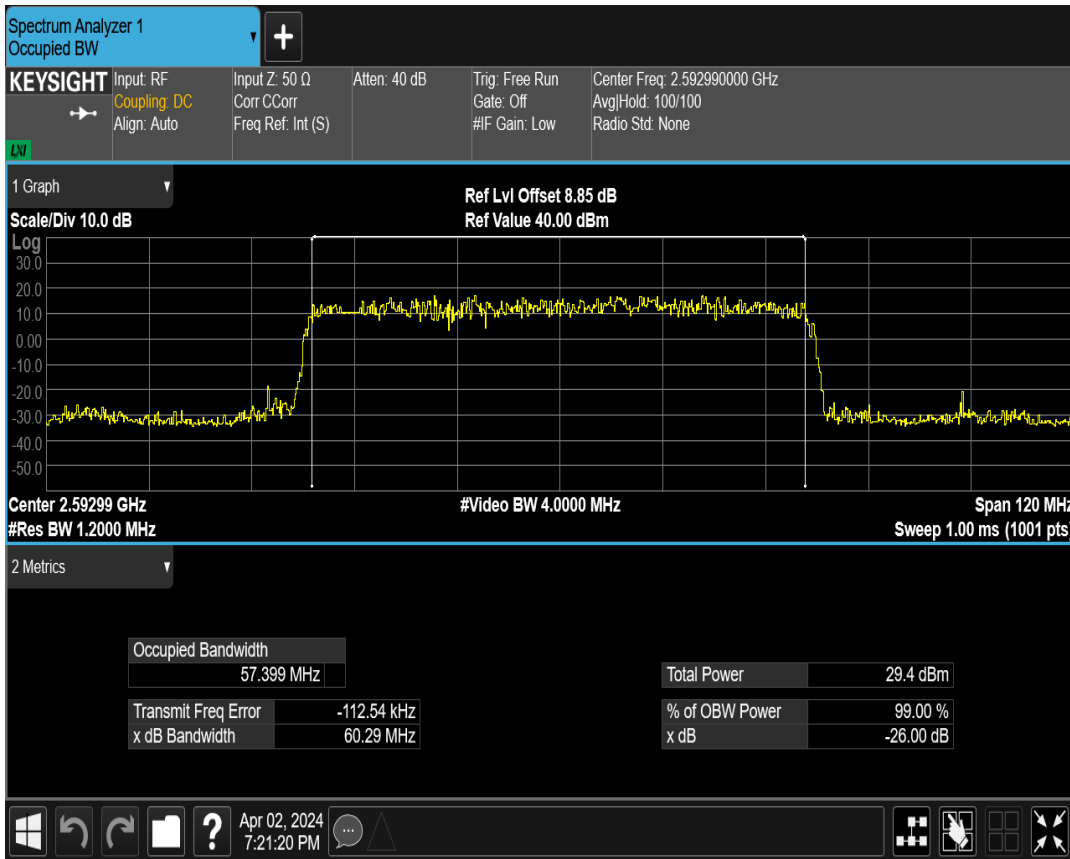 Spectrum Analyzer 1
Occupied BW
+
KEYSIGHT
LXI
Input: RF
Coupling: DC
Align: Auto
Input Z: 50 Ω
Corr CCorr
Freq Ref: Int (S)
Atten: 40 dB
Trig: Free Run
Gate: Off
#IF Gain: Low
Center Freq: 2.592990000 GHz
Avg|Hold: 100/100
Radio Std: None
1 Graph
Scale/Div 10.0 dB
Ref Lvl Offset 8.85 dB
Ref Value 40.00 dBm
Log
30.0
20.0
10.0
0.00
-10.0
-20.0
-30.0
-40.0
-50.0
Center 2.59299 GHz
#Video BW 4.0000 MHz
Span 120 MHz
#Res BW 1.2000 MHz
Sweep 1.00 ms (1001 pts)
2 Metrics
Occupied Bandwidth
57.399 MHz
Total Power 29.4 dBm
Transmit Freq Error -112.54 kHz
% of OBW Power 99.00 %
x dB Bandwidth 60.29 MHz
x dB -26.00 dB
?
Apr 02, 2024
7:21:20 PM